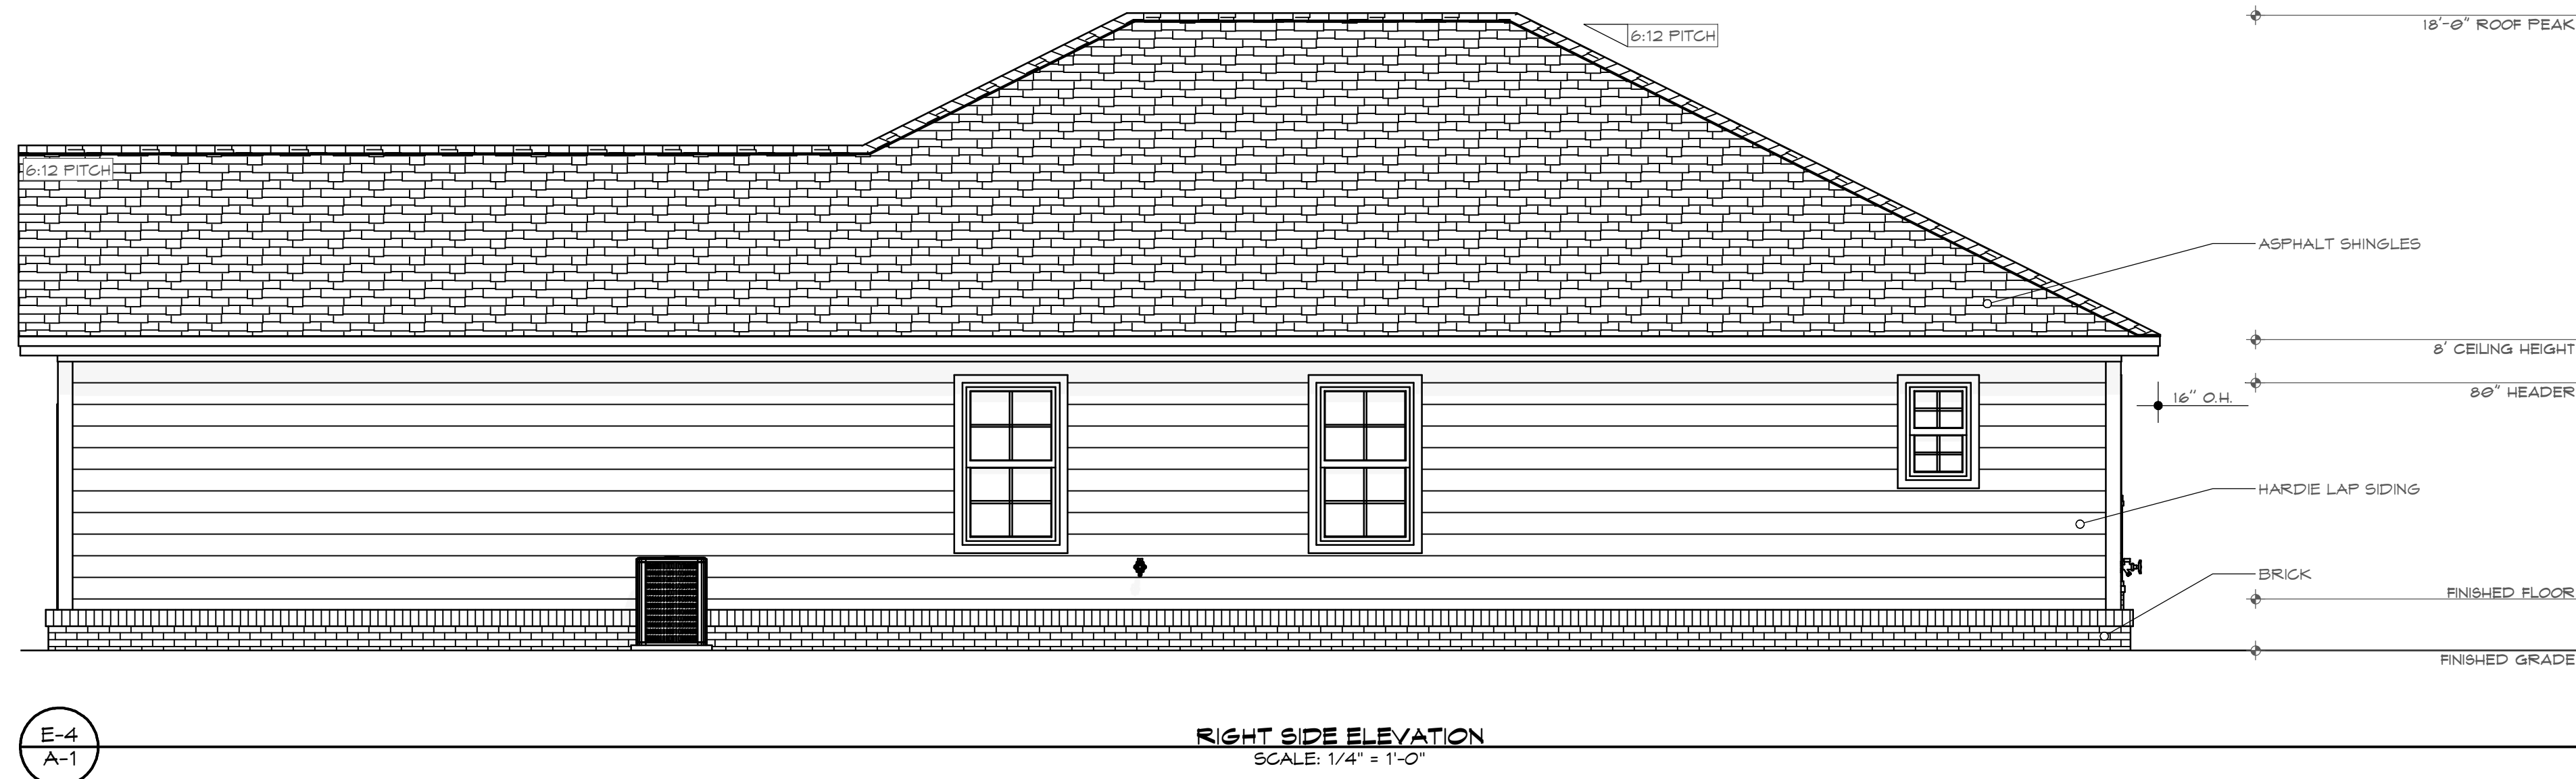 6:12 PITCH
18'-0" ROOF PEAK
6:12 PITCH
ASPHALT SHINGLES
8' CEILING HEIGHT
80" HEADER
16" O.H.
HARDIE LAP SIDING
BRICK
FINISHED FLOOR
FINISHED GRADE
E-4
A-1
RIGHT SIDE ELEVATION
SCALE: 1/4" = 1'-0"